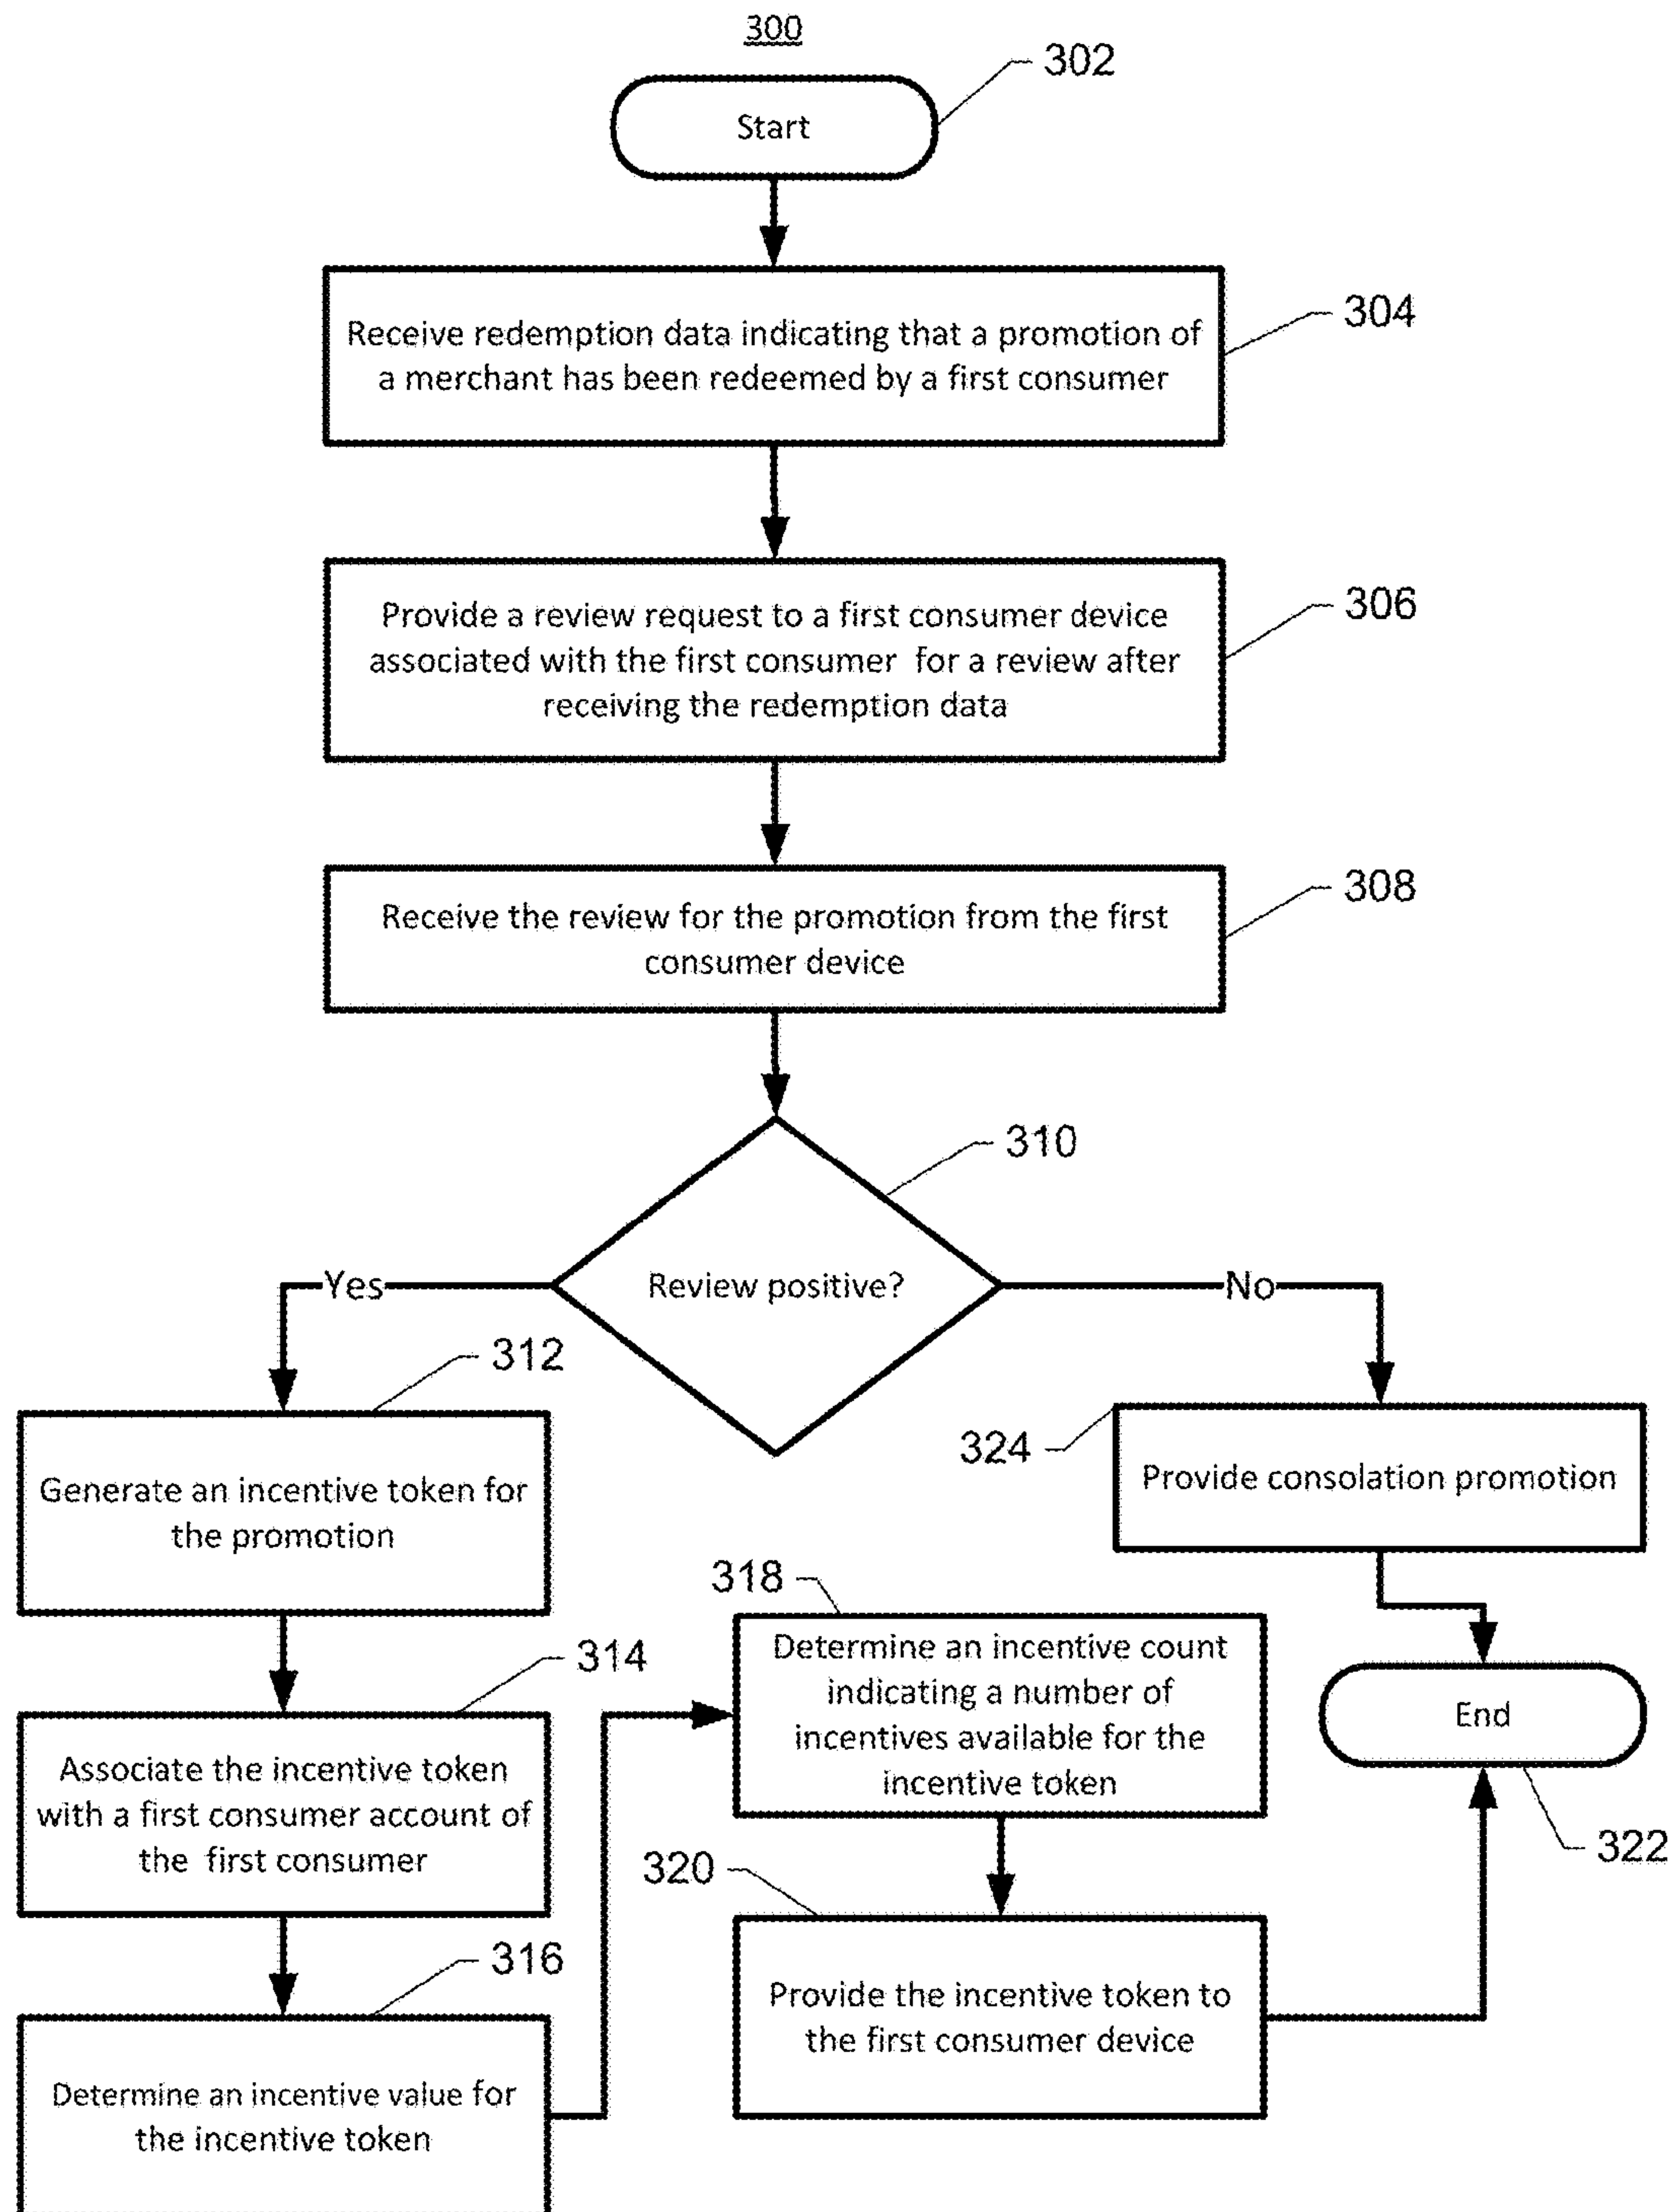 300
302
Start
304
Receive redemption data indicating that a promotion of
a merchant has been redeemed by a first consumer
306
Provide a review request to a first consumer device
associated with the first consumer for a review after
receiving the redemption data
308
Receive the review for the promotion from the first
consumer device
310
Review positive?
Yes
No
312
Generate an incentive token for
the promotion
324
Provide consolation promotion
314
Associate the incentive token
with a first consumer account of
the first consumer
318
Determine an incentive count
indicating a number of
incentives available for the
incentive token
End
322
316
Determine an incentive value for
the incentive token
320
Provide the incentive token to
the first consumer device